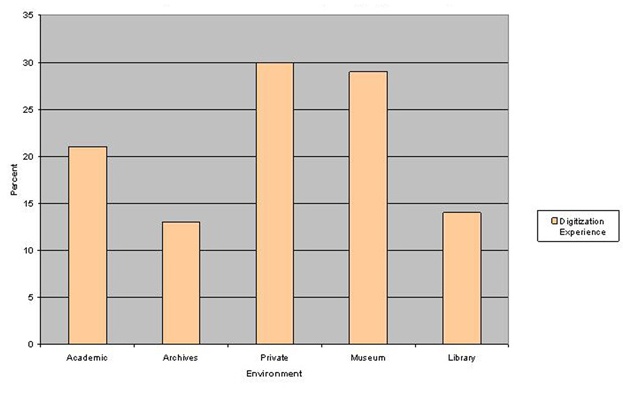 35
30
25
20
15
10
5
0
Percent
Academic Archives Private Museum Library
Environment
Digitization
Experience